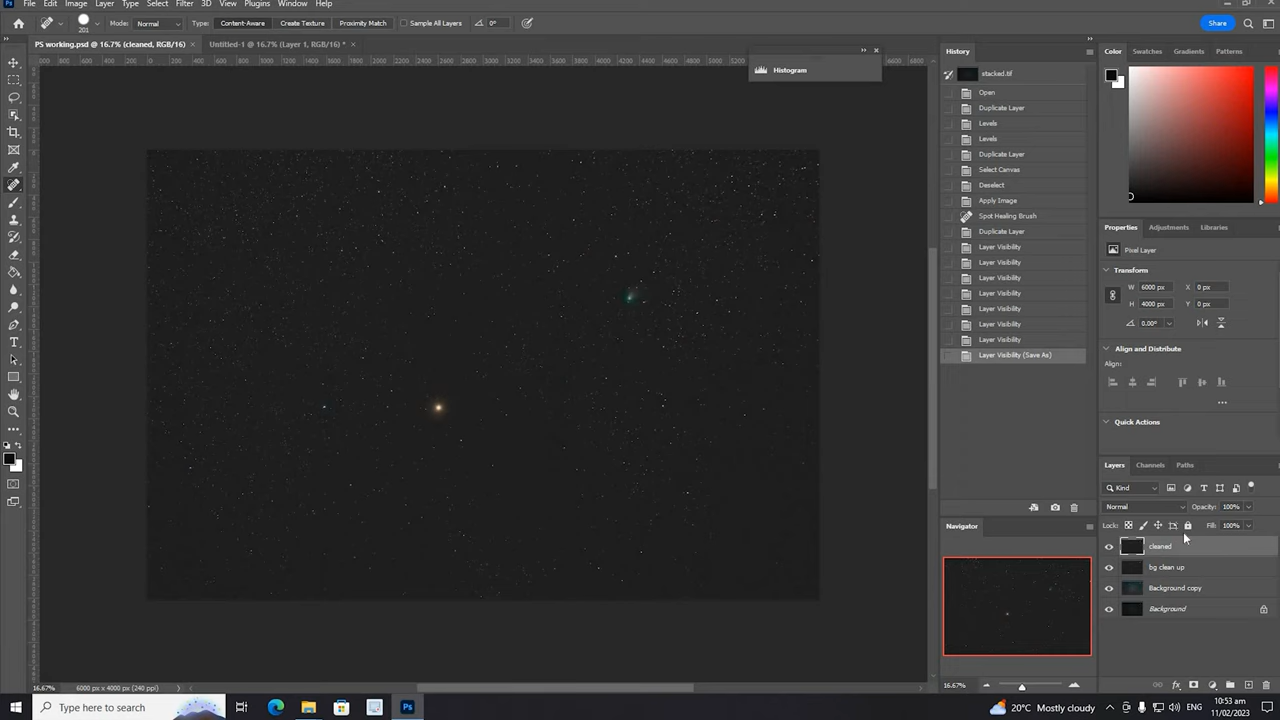 Ps File Edit Image Layer Type Select Filter 3D View Plugins Window Help
201 Mode: Normal Type: Content-Aware Create Texture Proximity Match Sample All Layers 0° Share
PS working.psd @ 16.7% (cleaned, RGB/16) × Untitled-1 @ 16.7% (Layer 1, RGB/16) * ×
Histogram
History
stacked.tif
Open
Duplicate Layer
Levels
Levels
Duplicate Layer
Select Canvas
Deselect
Apply Image
Spot Healing Brush
Duplicate Layer
Layer Visibility
Layer Visibility
Layer Visibility
Layer Visibility
Layer Visibility
Layer Visibility
Layer Visibility
Layer Visibility (Save As)
Navigator
16.67%
Color Swatches Gradients Patterns
Properties Adjustments Libraries
Pixel Layer
Transform
W 6000 px X 0 px
H 4000 px Y 0 px
0.00°
Align and Distribute
Align:
Quick Actions
Layers Channels Paths
Kind
Normal Opacity: 100%
Lock: Fill: 100%
cleaned
bg clean up
Background copy
Background
16.67% 6000 px x 4000 px (240 ppi)
Type here to search
20°C Mostly cloudy
10:53 am
11/02/2023